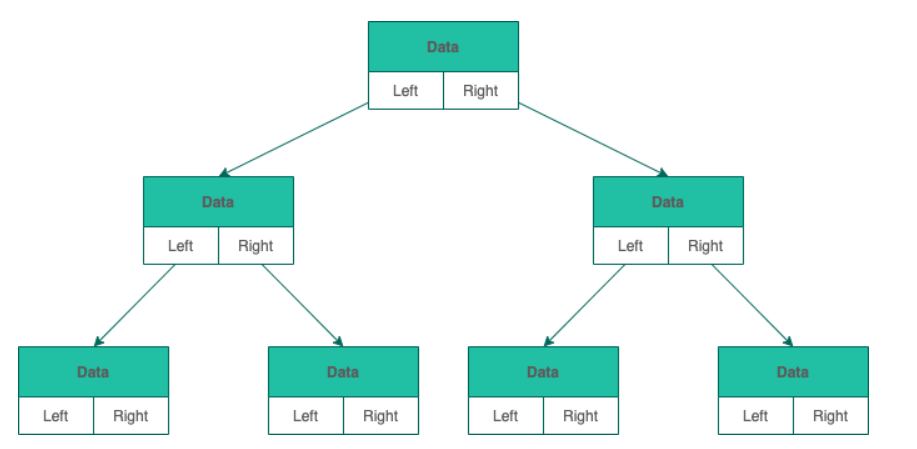 Data
Left Right
Data Data
Left Right Left Right
Data Data Data Data
Left Right Left Right Left Right Left Right